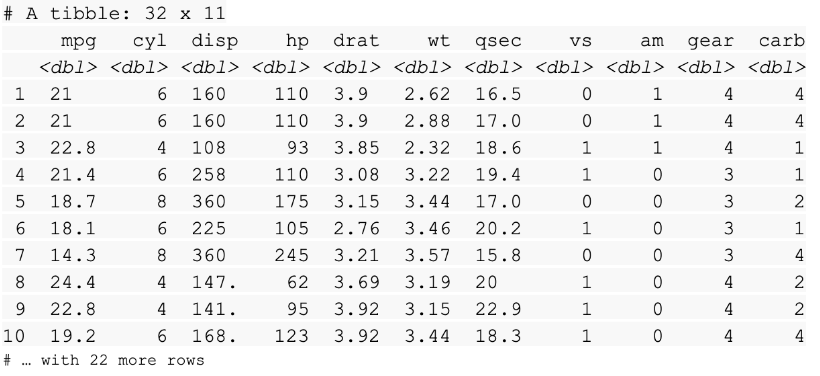 # A tibble: 32 x 11
mpg cyl disp hp drat wt qsec vs am gear carb
<dbl> <dbl> <dbl> <dbl> <dbl> <dbl> <dbl> <dbl> <dbl> <dbl> <dbl>
1 21 6 160 110 3.9 2.62 16.5 0 1 4 4
2 21 6 160 110 3.9 2.88 17.0 0 1 4 4
3 22.8 4 108 93 3.85 2.32 18.6 1 1 4 1
4 21.4 6 258 110 3.08 3.22 19.4 1 0 3 1
5 18.7 8 360 175 3.15 3.44 17.0 0 0 3 2
6 18.1 6 225 105 2.76 3.46 20.2 1 0 3 1
7 14.3 8 360 245 3.21 3.57 15.8 0 0 3 4
8 24.4 4 147. 62 3.69 3.19 20 1 0 4 2
9 22.8 4 141. 95 3.92 3.15 22.9 1 0 4 2
10 19.2 6 168. 123 3.92 3.44 18.3 1 0 4 4
# … with 22 more rows